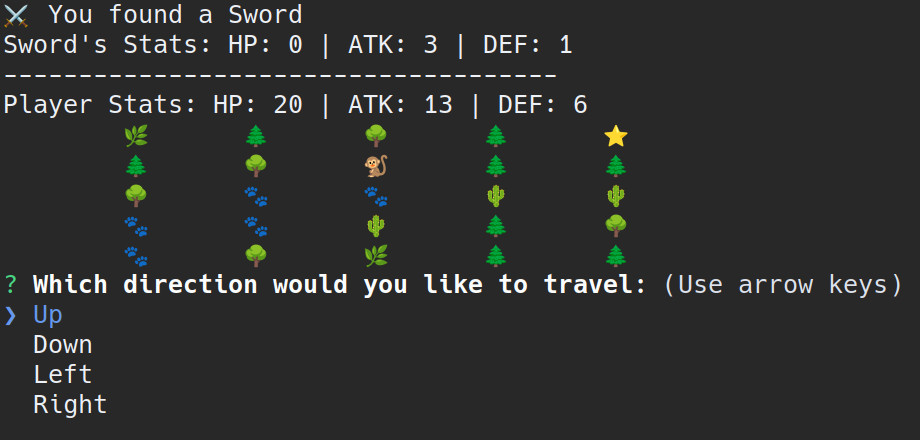 ⚔️ You found a Sword
Sword's Stats: HP: 0 | ATK: 3 | DEF: 1
-------------------------------------
Player Stats: HP: 20 | ATK: 13 | DEF: 6
🌿 🌲 🌳 🌲 ⭐
🌲 🌳 🐒 🌲 🌲
🌳 🐾 🐾 🌵 🌵
🐾 🐾 🌵 🌲 🌳
🐾 🌳 🌿 🌲 🌲
? Which direction would you like to travel: (Use arrow keys)
❯ Up
Down
Left
Right